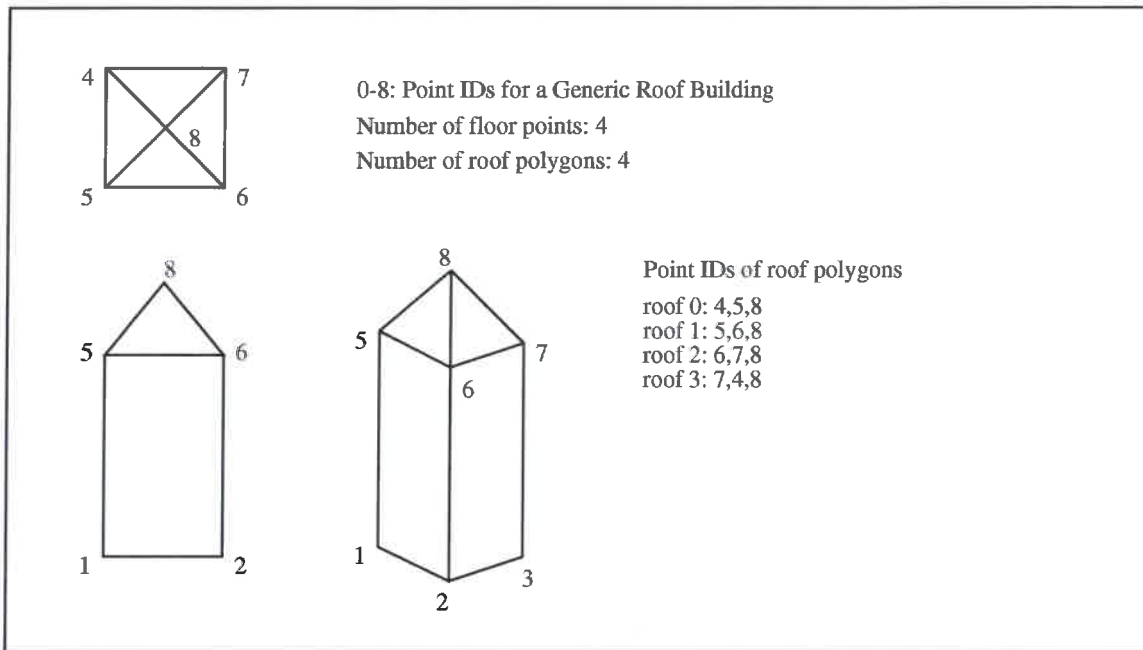 4
7
8
5
6
0-8: Point IDs for a Generic Roof Building
Number of floor points: 4
Number of roof polygons: 4
8
5
6
1
2
8
5
7
6
1
3
2
Point IDs of roof polygons
roof 0: 4,5,8
roof 1: 5,6,8
roof 2: 6,7,8
roof 3: 7,4,8